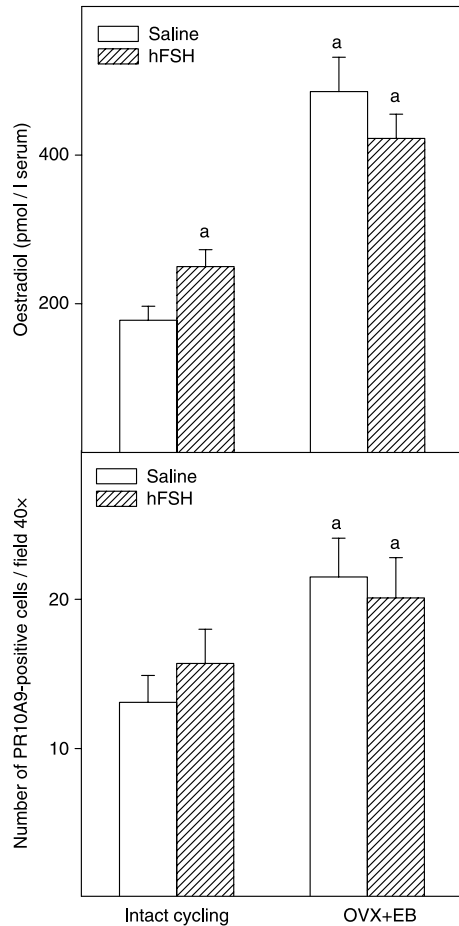 Saline
hFSH
a
a
a
400
200
Oestradiol (pmol / l serum)
Saline
hFSH
a
a
20
10
Number of PR10A9-positive cells / field 40×
Intact cycling
OVX+EB